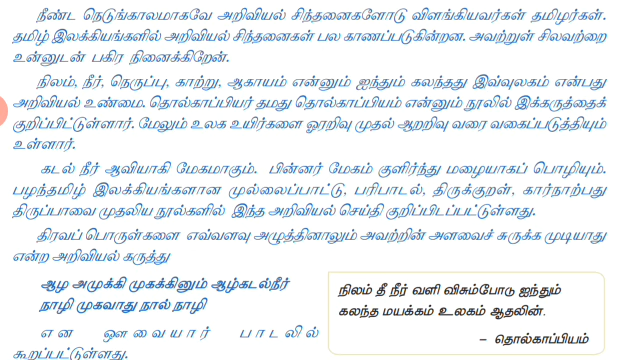 நீண்ட நெடுங்காலமாகவே அறிவியல் சிந்தனைகளோடு விளங்கியவர்கள் தமிழர்கள்.
தமிழ் இலக்கியங்களில் அறிவியல் சிந்தனைகள் பல காணப்படுகின்றன. அவற்றுள் சிலவற்றை
உன்னுடன் பகிர நினைக்கிறேன்.
நிலம், நீர், நெருப்பு, காற்று, ஆகாயம் என்னும் ஐந்தும் கலந்தது இவ்வுலகம் என்பது
அறிவியல் உண்மை. தொல்காப்பியர் தமது தொல்காப்பியம் என்னும் நூலில் இக்கருத்தைக்
குறிப்பிட்டுள்ளார். மேலும் உலக உயிர்களை ஓரறிவு முதல் ஆறறிவு வரை வகைப்படுத்தியும்
உள்ளார்.
கடல் நீர் ஆவியாகி மேகமாகும். பின்னர் மேகம் குளிர்ந்து மழையாகப் பொழியும்.
பழந்தமிழ் இலக்கியங்களான முல்லைப்பாட்டு, பரிபாடல், திருக்குறள், கார்நாற்பது
திருப்பாவை முதலிய நூல்களில் இந்த அறிவியல் செய்தி குறிப்பிடப்பட்டுள்ளது.
திரவப் பொருள்களை எவ்வளவு அழுத்தினாலும் அவற்றின் அளவைச் சுருக்க முடியாது
என்ற அறிவியல் கருத்து
ஆழ அமுக்கி முகக்கினும் ஆழ்கடல்நீர்
நாழி முகவாது நால் நாழி
என ஔவையார் பாடலில்
கூறப்பட்டுள்ளது.
நிலம் தீ நீர் வளி விசும்போடு ஐந்தும்
கலந்த மயக்கம் உலகம் ஆதலின்.
– தொல்காப்பியம்